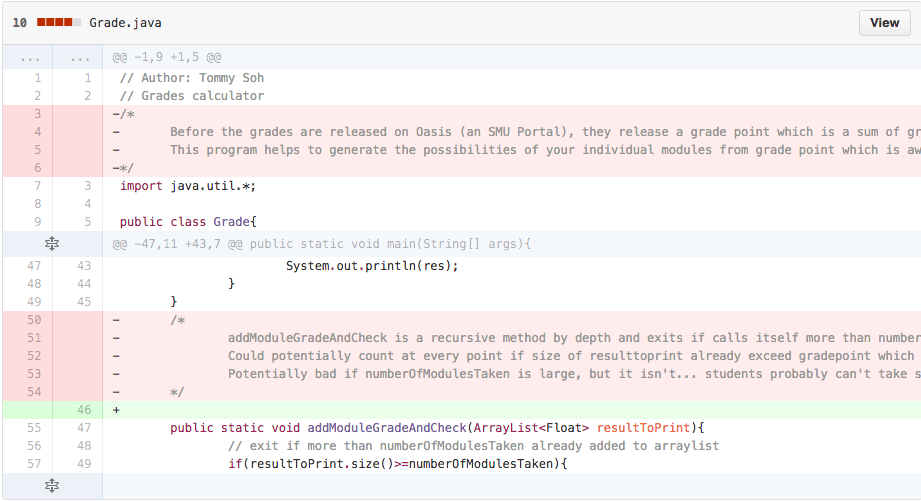 10 Grade.java View
... ... @@ -1,9 +1,5 @@
1 1 // Author: Tommy Soh
2 2 // Grades calculator
3 -/*
4 - Before the grades are released on Oasis (an SMU Portal), they release a grade point which is a sum of gr
5 - This program helps to generate the possibilities of your individual modules from grade point which is aw
6 -*/
7 3 import java.util.*;
8 4
9 5 public class Grade{
@@ -47,11 +43,7 @@ public static void main(String[] args){
47 43 System.out.println(res);
48 44 }
49 45 }
50 - /*
51 - addModuleGradeAndCheck is a recursive method by depth and exits if calls itself more than number
52 - Could potentially count at every point if size of resulttoprint already exceed gradepoint which
53 - Potentially bad if numberOfModulesTaken is large, but it isn't... students probably can't take s
54 - */
46 +
55 47 public static void addModuleGradeAndCheck(ArrayList<Float> resultToPrint){
56 48 // exit if more than numberOfModulesTaken already added to arraylist
57 49 if(resultToPrint.size()>=numberOfModulesTaken){